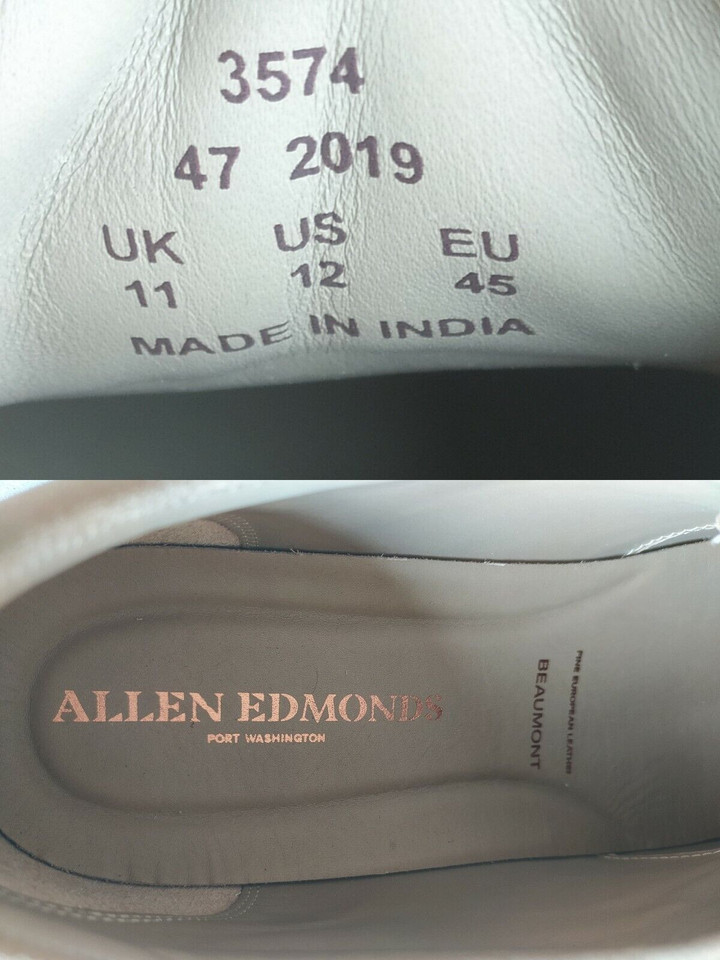 3574
47 2019
UK US EU
11 12 45
MADE IN INDIA
ALLEN EDMONDS
PORT WASHINGTON
BEAUMONT
FINE EUROPEAN LEATHER